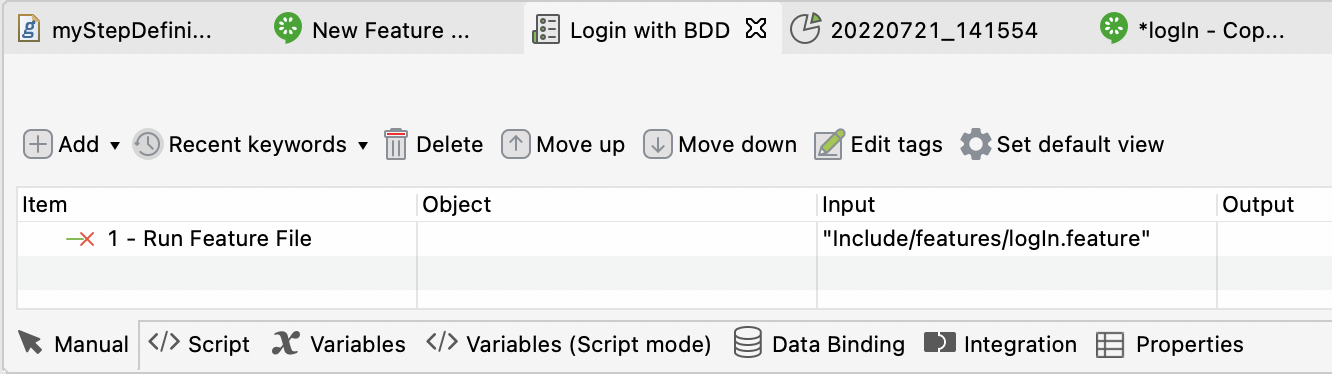 myStepDefini... New Feature ... Login with BDD 20220721_141554 *logIn - Cop...
Add Recent keywords Delete Move up Move down Edit tags Set default view
Item Object Input Output
1 - Run Feature File "Include/features/logIn.feature"
Manual </> Script Variables </> Variables (Script mode) Data Binding Integration Properties